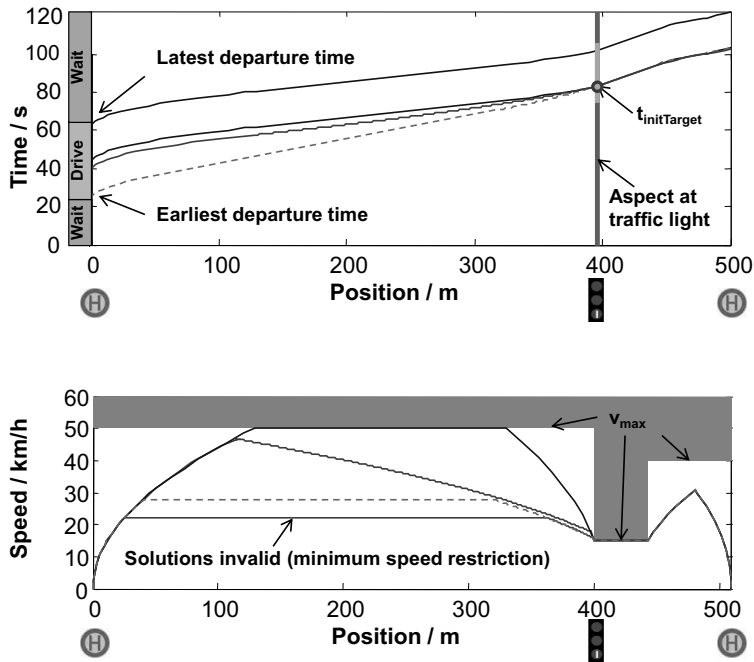 120
100
80
60
40
20
0
Time / s
Wait
Drive
Wait
Latest departure time
Earliest departure time
t_initTarget
Aspect at
traffic light
0
100
200
300
400
500
Position / m
H
H
60
50
40
30
20
10
0
Speed / km/h
v_max
Solutions invalid (minimum speed restriction)
0
100
200
300
400
500
Position / m
H
H